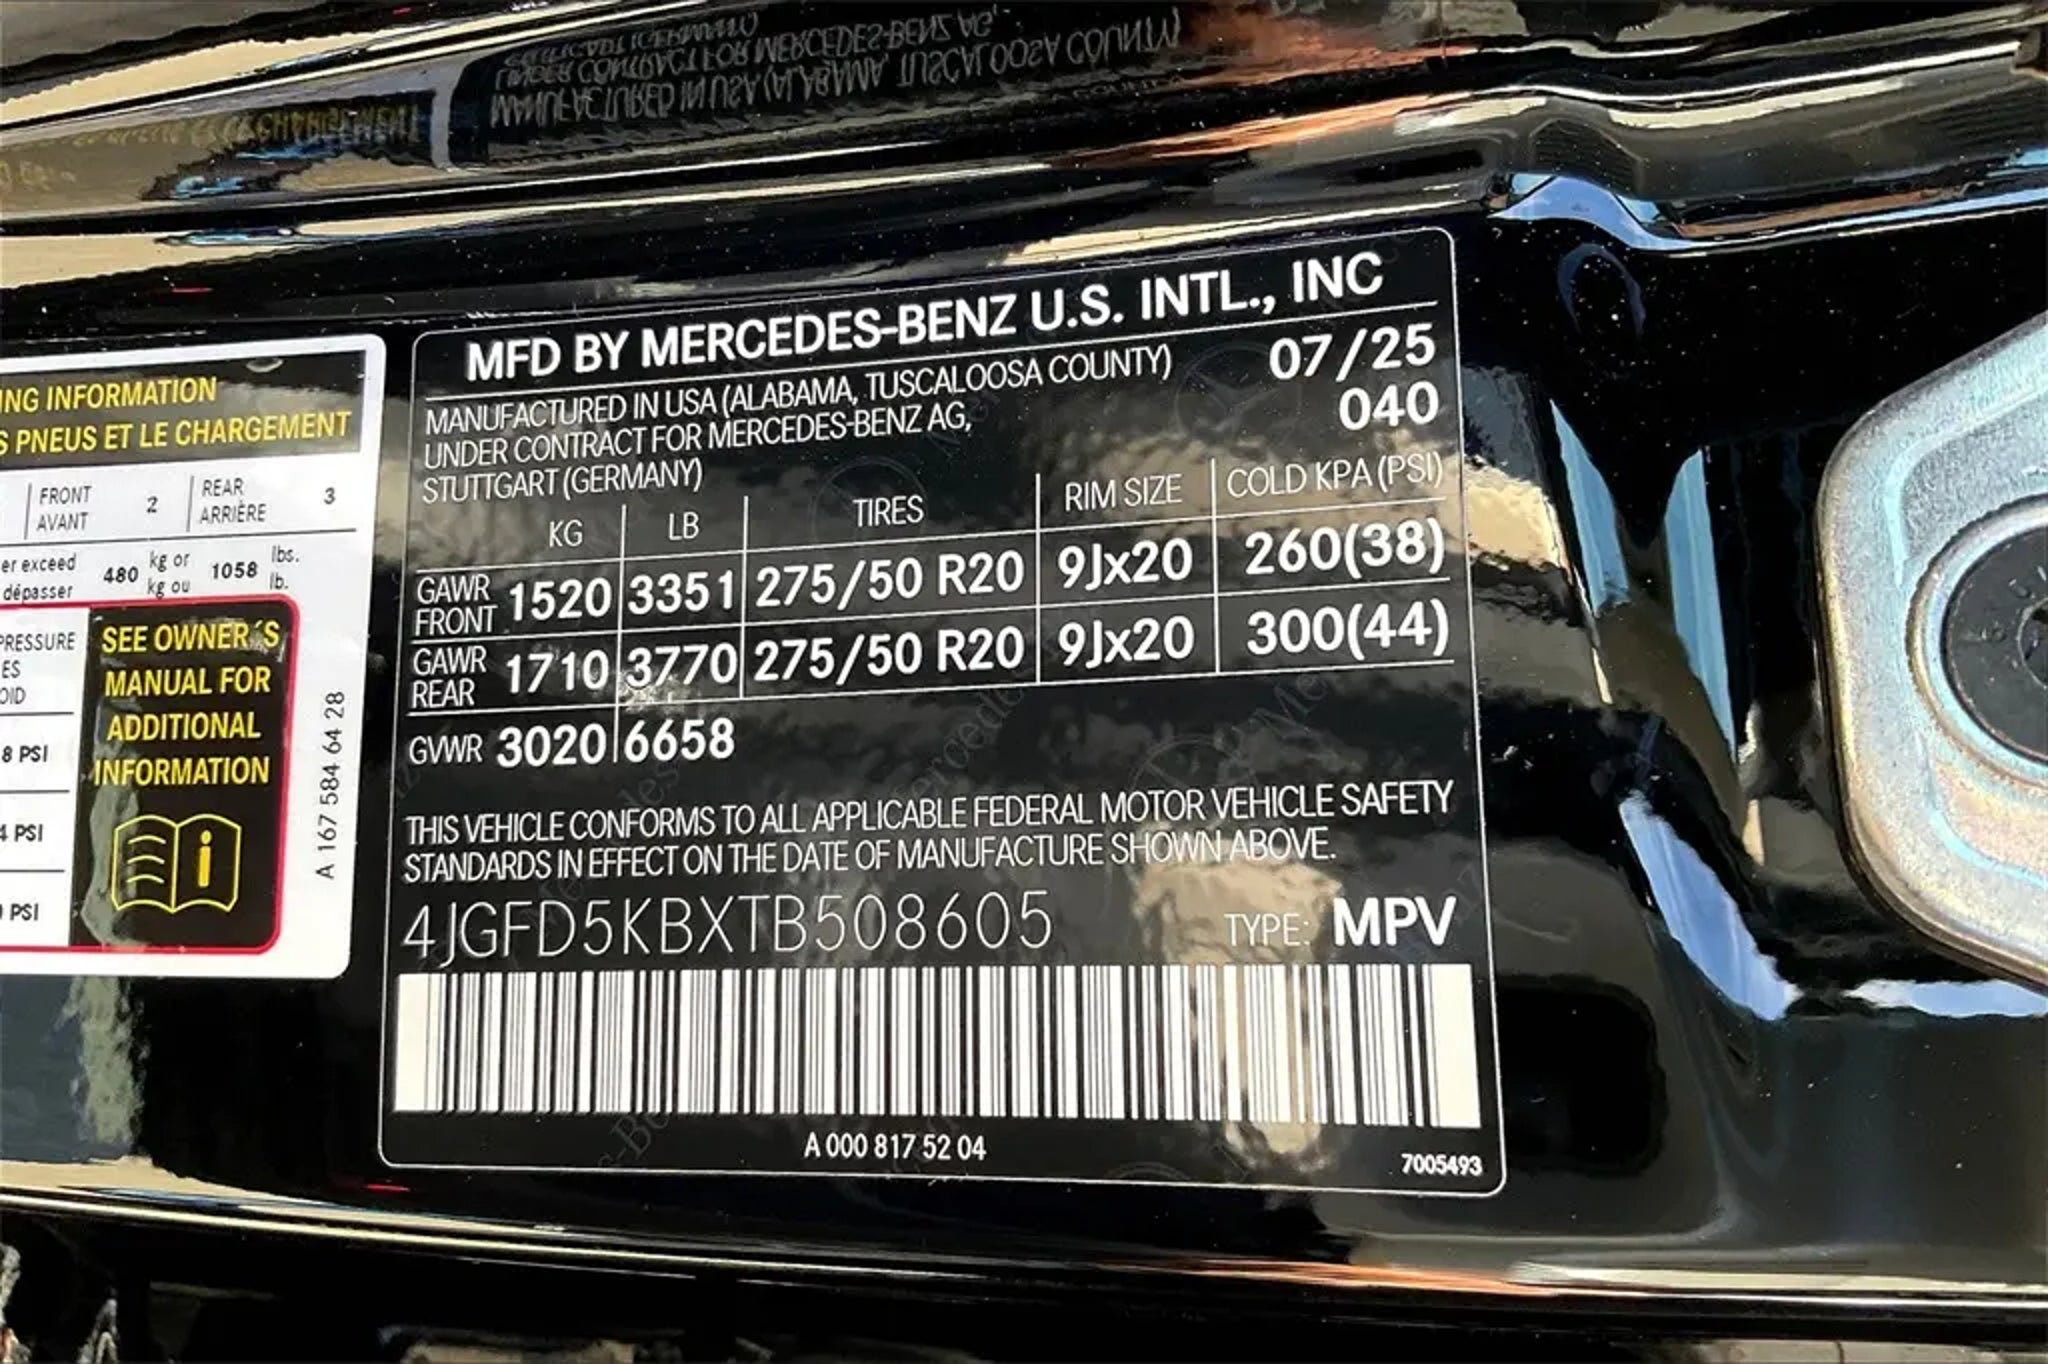 ING INFORMATION
S PNEUS ET LE CHARGEMENT
FRONT 2 REAR 3
AVANT ARRIÈRE
er exceed 480 kg or 1058 lbs.
dépasser kg ou lb.
PRESSURE
ES
OID
8 PSI
4 PSI
PSI
SEE OWNER´S
MANUAL FOR
ADDITIONAL
INFORMATION
A 167 584 64 28
MFD BY MERCEDES-BENZ U.S. INTL., INC
MANUFACTURED IN USA (ALABAMA, TUSCALOOSA COUNTY) 07/25
UNDER CONTRACT FOR MERCEDES-BENZ AG, 040
STUTTGART (GERMANY)
KG LB TIRES RIM SIZE COLD KPA (PSI)
GAWR FRONT 1520 3351 275/50 R20 9Jx20 260(38)
GAWR REAR 1710 3770 275/50 R20 9Jx20 300(44)
GVWR 3020 6658
THIS VEHICLE CONFORMS TO ALL APPLICABLE FEDERAL MOTOR VEHICLE SAFETY
STANDARDS IN EFFECT ON THE DATE OF MANUFACTURE SHOWN ABOVE.
4JGFD5KBXTB508605 TYPE: MPV
A 000 817 52 04
7005493